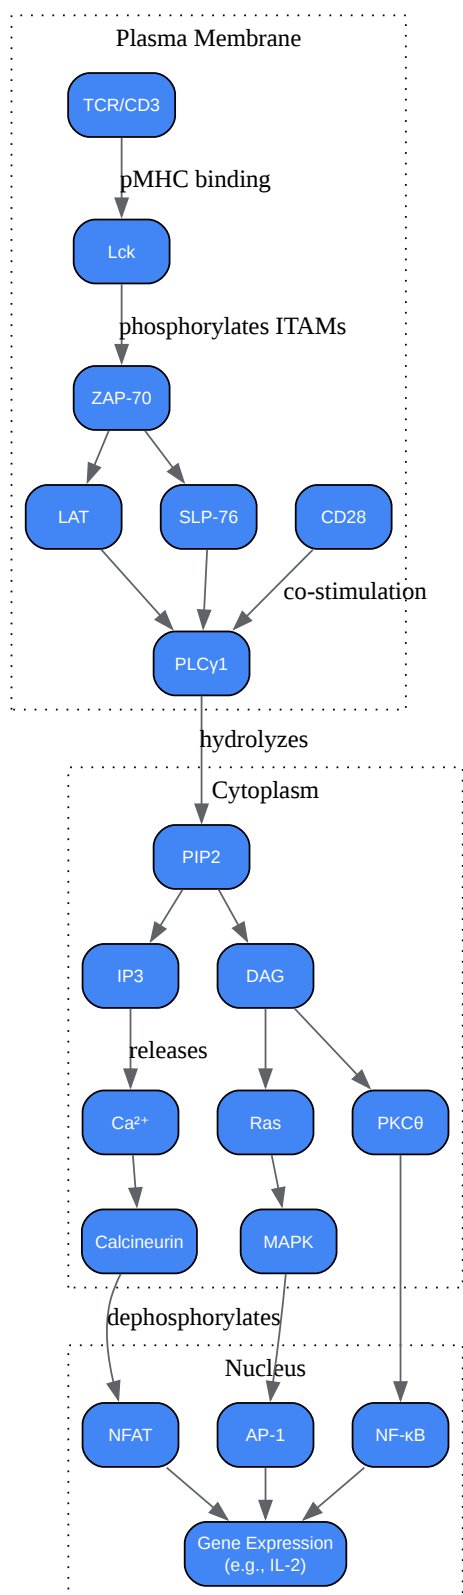 Plasma Membrane
TCR/CD3
pMHC binding
Lck
phosphorylates ITAMs
ZAP-70
LAT
SLP-76
CD28
co-stimulation
PLCγ1
hydrolyzes
Cytoplasm
PIP2
IP3
DAG
releases
Ca²⁺
Ras
PKCθ
Calcineurin
MAPK
dephosphorylates
Nucleus
NFAT
AP-1
NF-κB
Gene Expression
(e.g., IL-2)